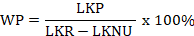 WP = LKP / LKR − LKNU x 100%